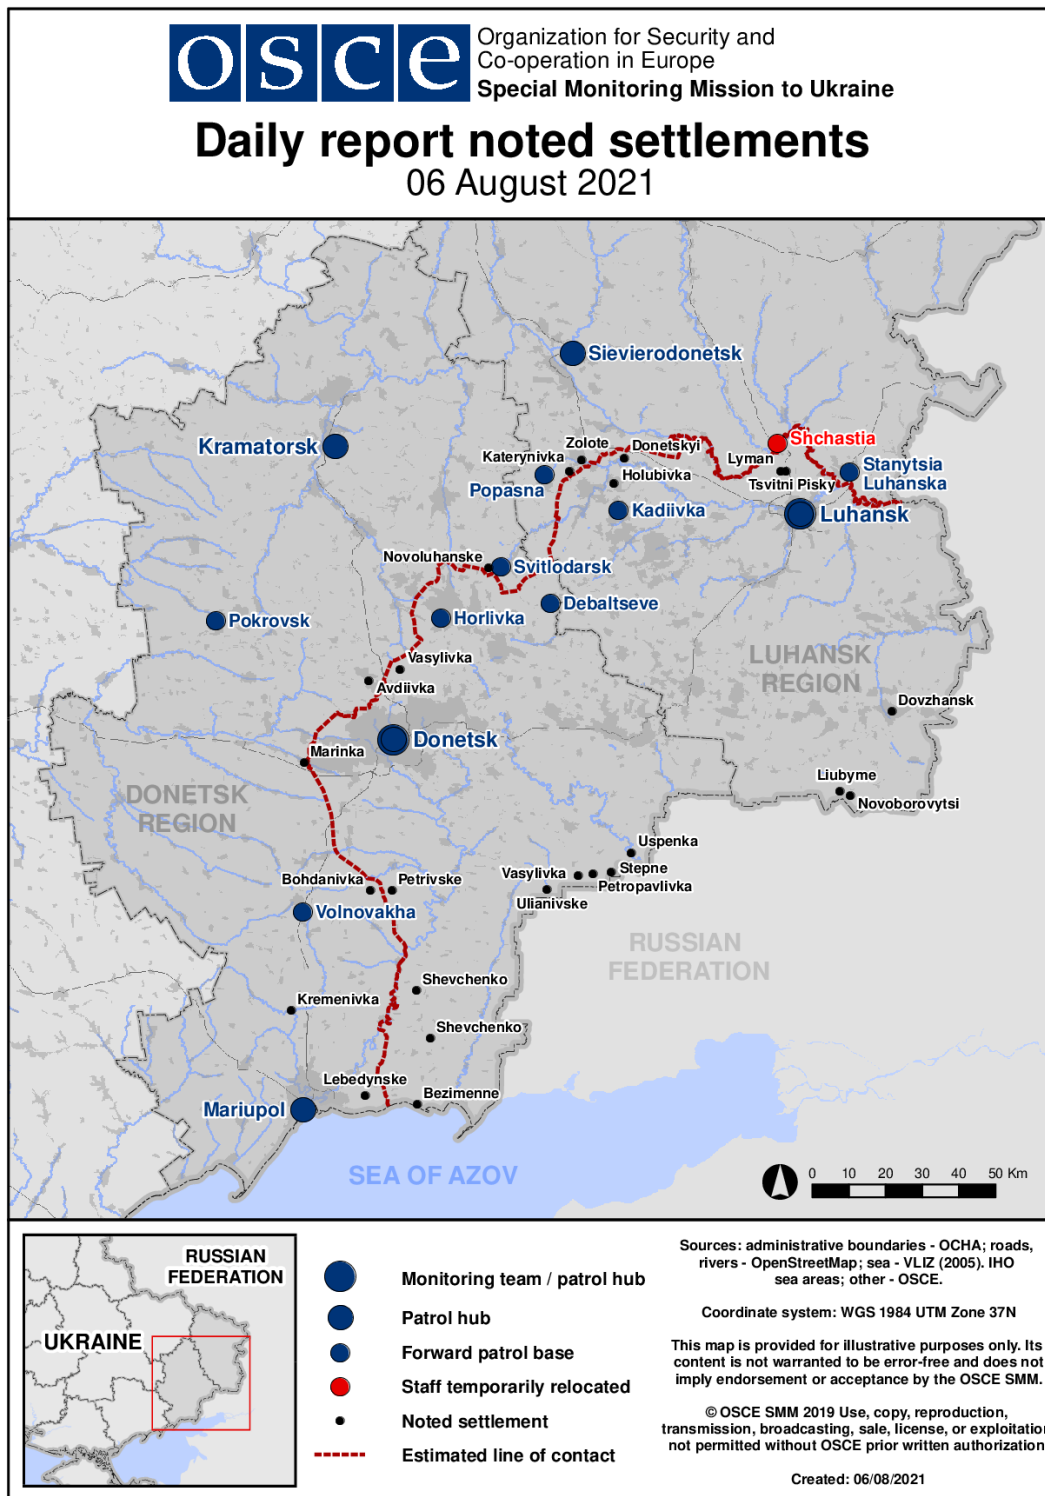 osce
Organization for Security and
Co-operation in Europe
Special Monitoring Mission to Ukraine
Daily report noted settlements
06 August 2021
Sievierodonetsk
Kramatorsk
Shchastia
Zolote
Donetskyi
Katerynivka
Lyman
Stanytsia
Luhanska
Popasna
Holubivka
Tsvitni Pisky
Kadiivka
Luhansk
Novoluhanske
Svitlodarsk
Debaltseve
Horlivka
Pokrovsk
Vasylivka
Avdiivka
LUHANSK
REGION
Dovzhansk
Donetsk
Marinka
Liubyme
Novoborovytsi
DONETSK
REGION
Uspenka
Stepne
Vasylivka
Petropavlivka
Ulianivske
Bohdanivka
Petrivske
Volnovakha
RUSSIAN
FEDERATION
Shevchenko
Kremenivka
Shevchenko
Lebedynske
Bezimenne
Mariupol
SEA OF AZOV
0 10 20 30 40 50 Km
RUSSIAN
FEDERATION
UKRAINE
Monitoring team / patrol hub
Patrol hub
Forward patrol base
Staff temporarily relocated
Noted settlement
Estimated line of contact
Sources: administrative boundaries - OCHA; roads,
rivers - OpenStreetMap; sea - VLIZ (2005). IHO
sea areas; other - OSCE.
Coordinate system: WGS 1984 UTM Zone 37N
This map is provided for illustrative purposes only. Its
content is not warranted to be error-free and does not
imply endorsement or acceptance by the OSCE SMM.
© OSCE SMM 2019 Use, copy, reproduction,
transmission, broadcasting, sale, license, or exploitation
not permitted without OSCE prior written authorization
Created: 06/08/2021